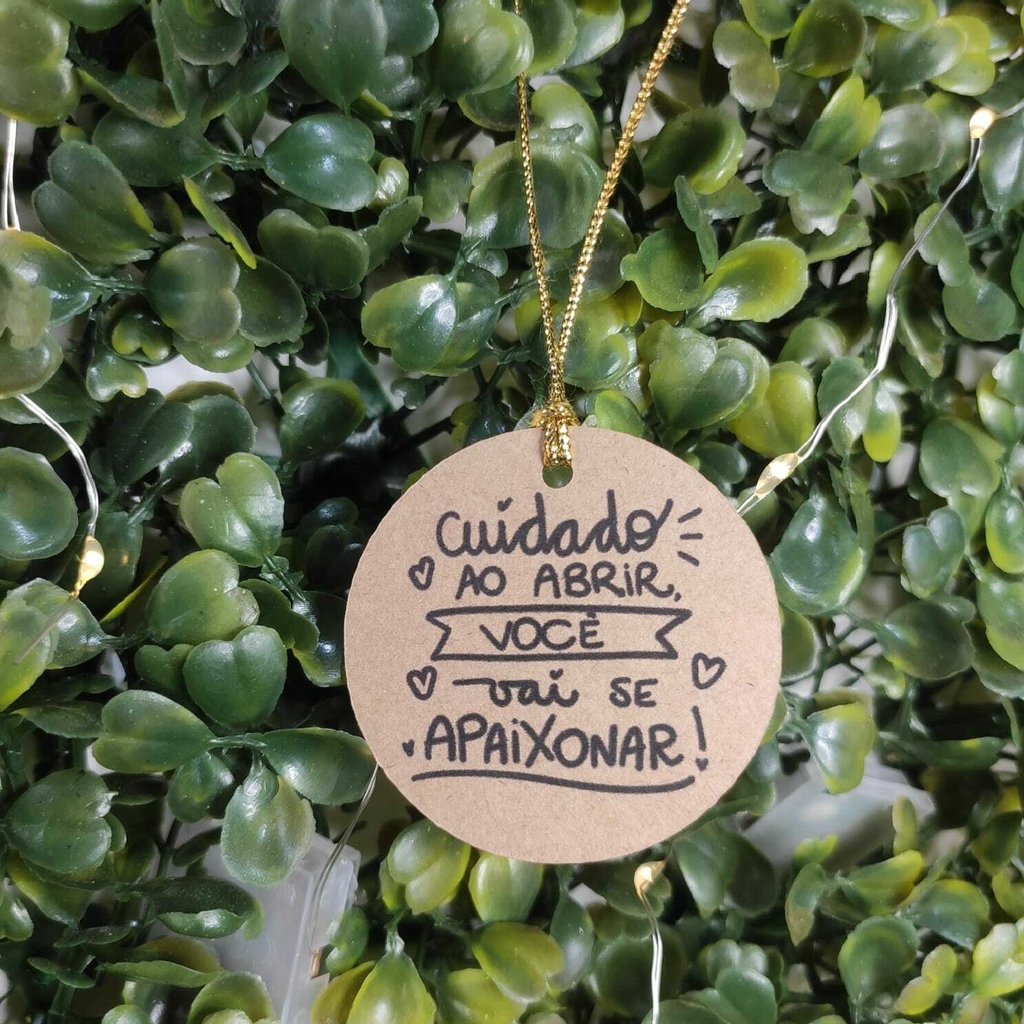 Cuidado
AO ABRIR,
VOCÊ
vai SE
APAIXONAR!